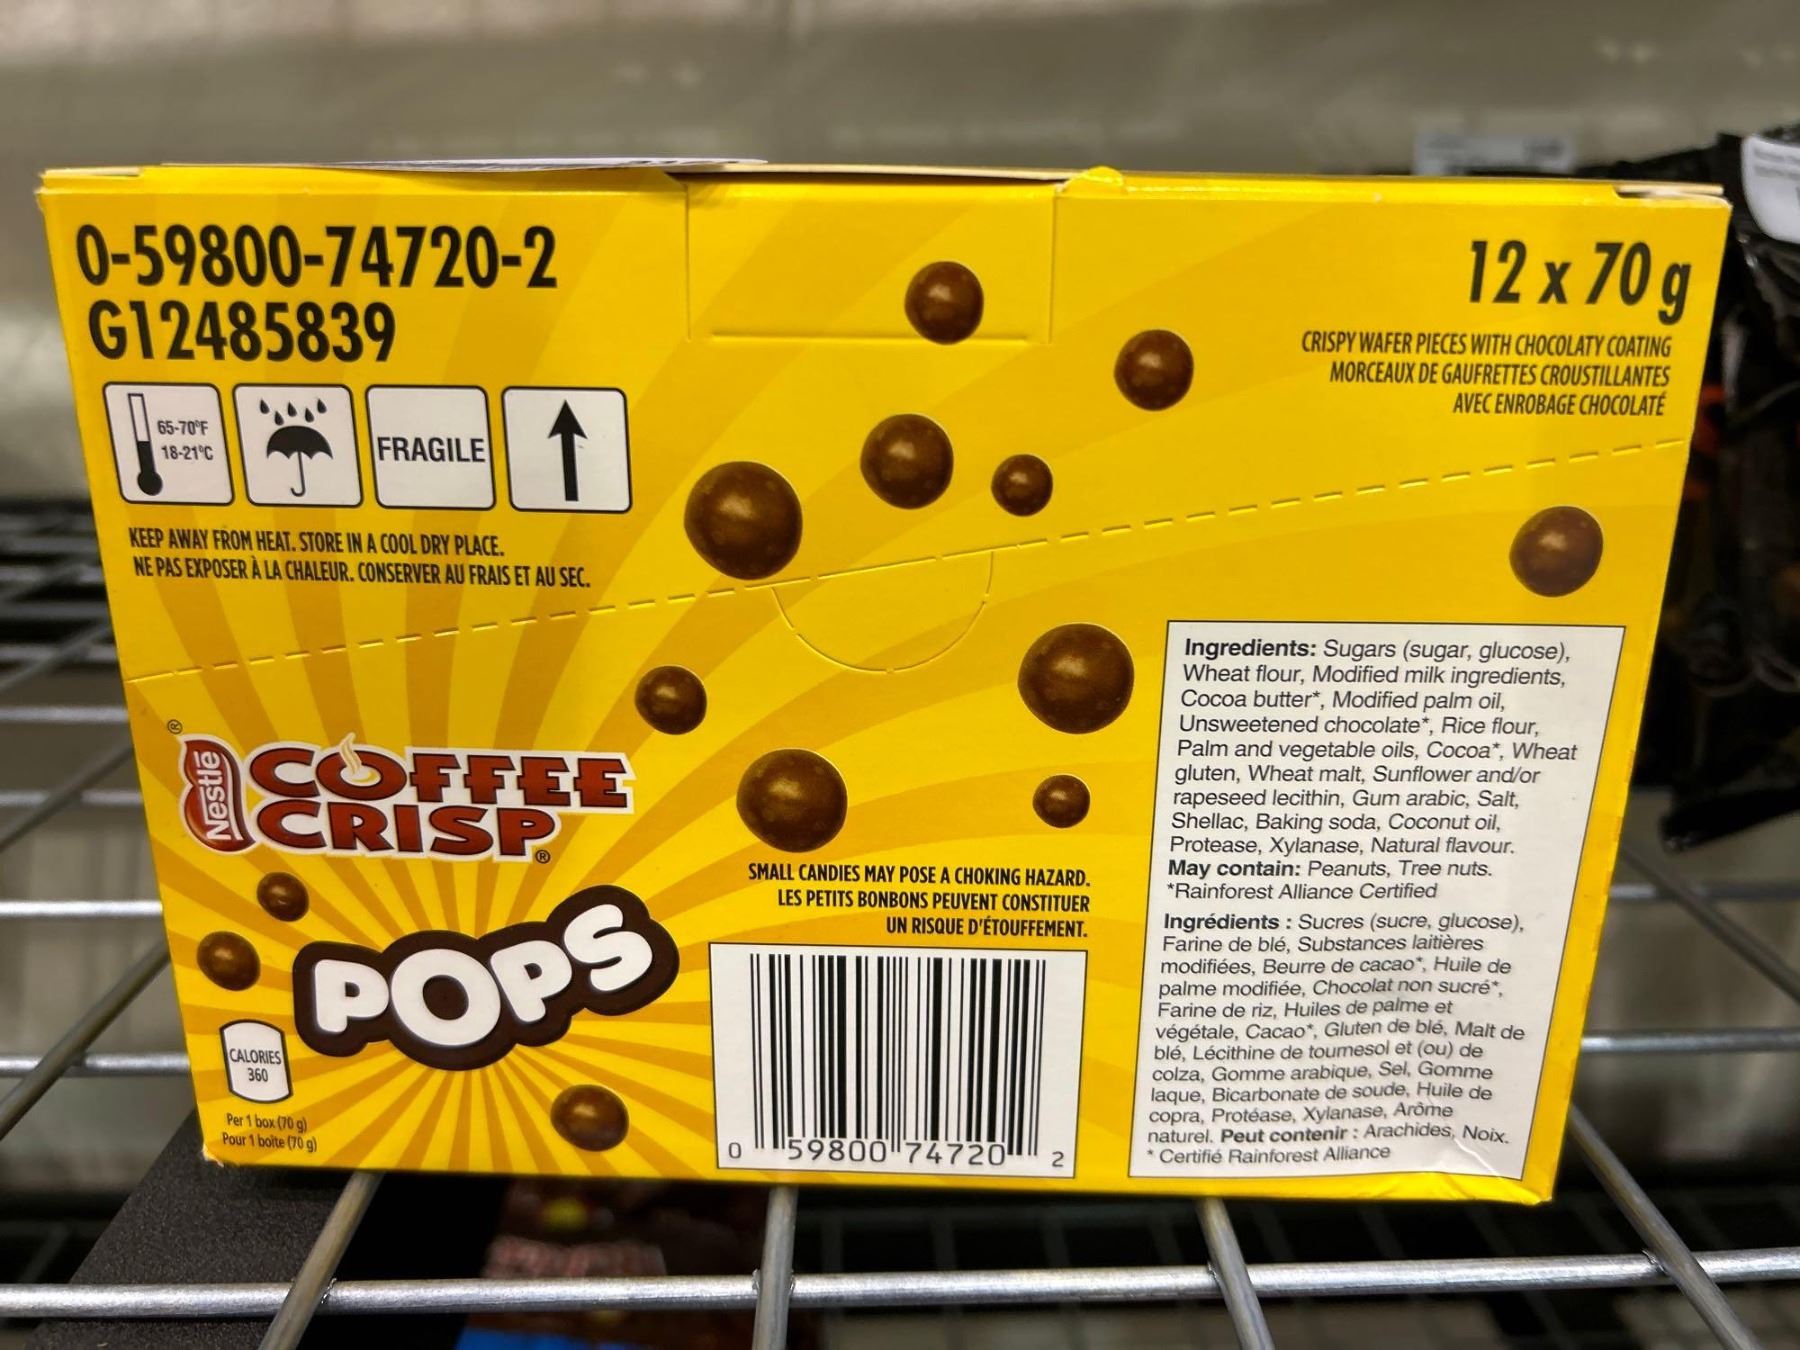 0-59800-74720-2
G12485839
65-70°F
18-21°C
FRAGILE
KEEP AWAY FROM HEAT. STORE IN A COOL DRY PLACE.
NE PAS EXPOSER À LA CHALEUR. CONSERVER AU FRAIS ET AU SEC.
12 x 70 g
CRISPY WAFER PIECES WITH CHOCOLATY COATING
MORCEAUX DE GAUFRETTES CROUSTILLANTES
AVEC ENROBAGE CHOCOLATÉ
®
Nestlé
COFFEE
CRISP®
POPS
CALORIES
360
Per 1 box (70 g)
Pour 1 boîte (70 g)
SMALL CANDIES MAY POSE A CHOKING HAZARD.
LES PETITS BONBONS PEUVENT CONSTITUER
UN RISQUE D'ÉTOUFFEMENT.
0 59800 74720 2
Ingredients: Sugars (sugar, glucose),
Wheat flour, Modified milk ingredients,
Cocoa butter*, Modified palm oil,
Unsweetened chocolate*, Rice flour,
Palm and vegetable oils, Cocoa*, Wheat
gluten, Wheat malt, Sunflower and/or
rapeseed lecithin, Gum arabic, Salt,
Shellac, Baking soda, Coconut oil,
Protease, Xylanase, Natural flavour.
May contain: Peanuts, Tree nuts.
*Rainforest Alliance Certified
Ingrédients : Sucres (sucre, glucose),
Farine de blé, Substances laitières
modifiées, Beurre de cacao*, Huile de
palme modifiée, Chocolat non sucré*,
Farine de riz, Huiles de palme et
végétale, Cacao*, Gluten de blé, Malt de
blé, Lécithine de tournesol et (ou) de
colza, Gomme arabique, Sel, Gomme
laque, Bicarbonate de soude, Huile de
copra, Protéase, Xylanase, Arôme
naturel. Peut contenir : Arachides, Noix.
* Certifié Rainforest Alliance